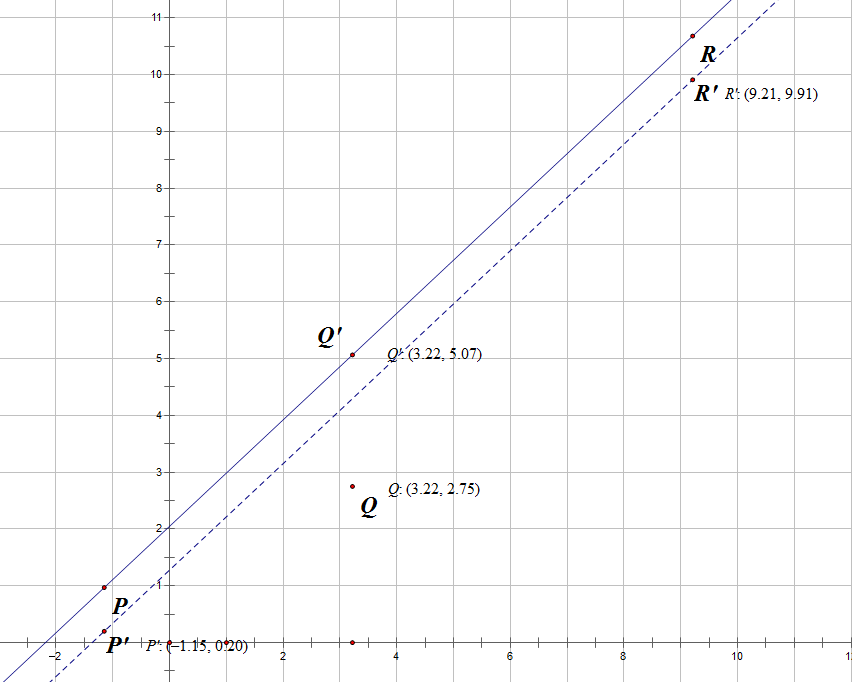 11
10
9
8
7
6
5
4
3
2
1
−2
2
4
6
8
10
1
R
R' R': (9.21, 9.91)
Q'
Q': (3.22, 5.07)
Q: (3.22, 2.75)
Q
P
P' P': (−1.15, 0.20)